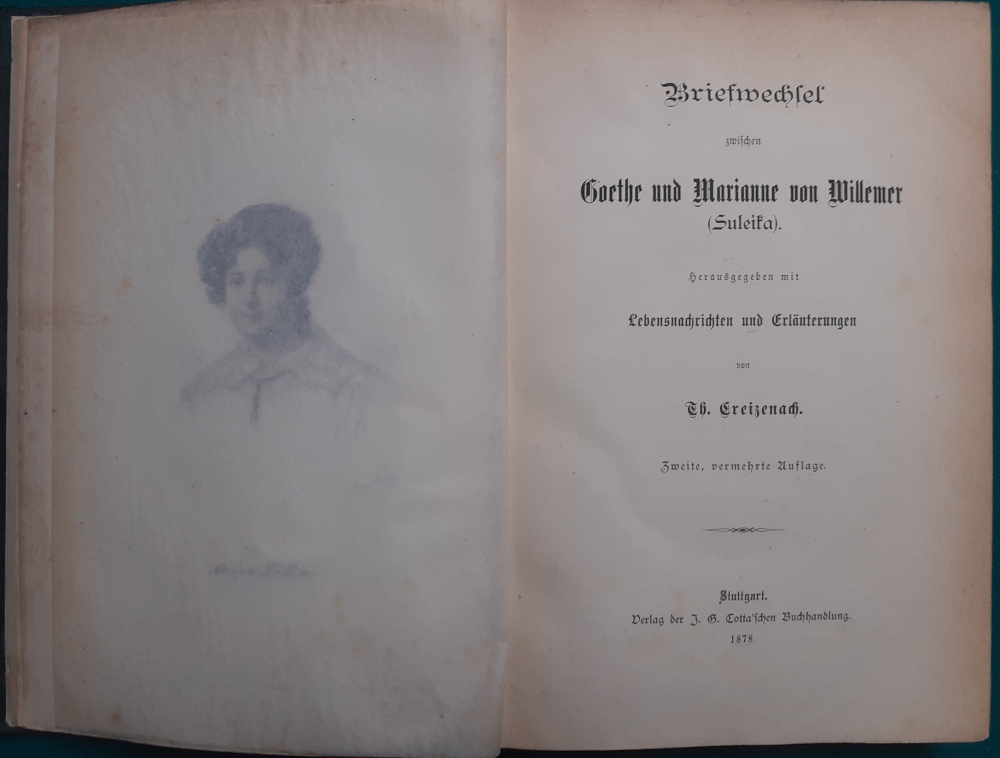 Briefwechsel
zwischen
Goethe und Marianne von Willemer
(Suleika).
Herausgegeben mit
Lebensnachrichten und Erläuterungen
von
Th. Creizenach.
Zweite, vermehrte Auflage.
Stuttgart.
Verlag der J. G. Cotta'schen Buchhandlung.
1878.